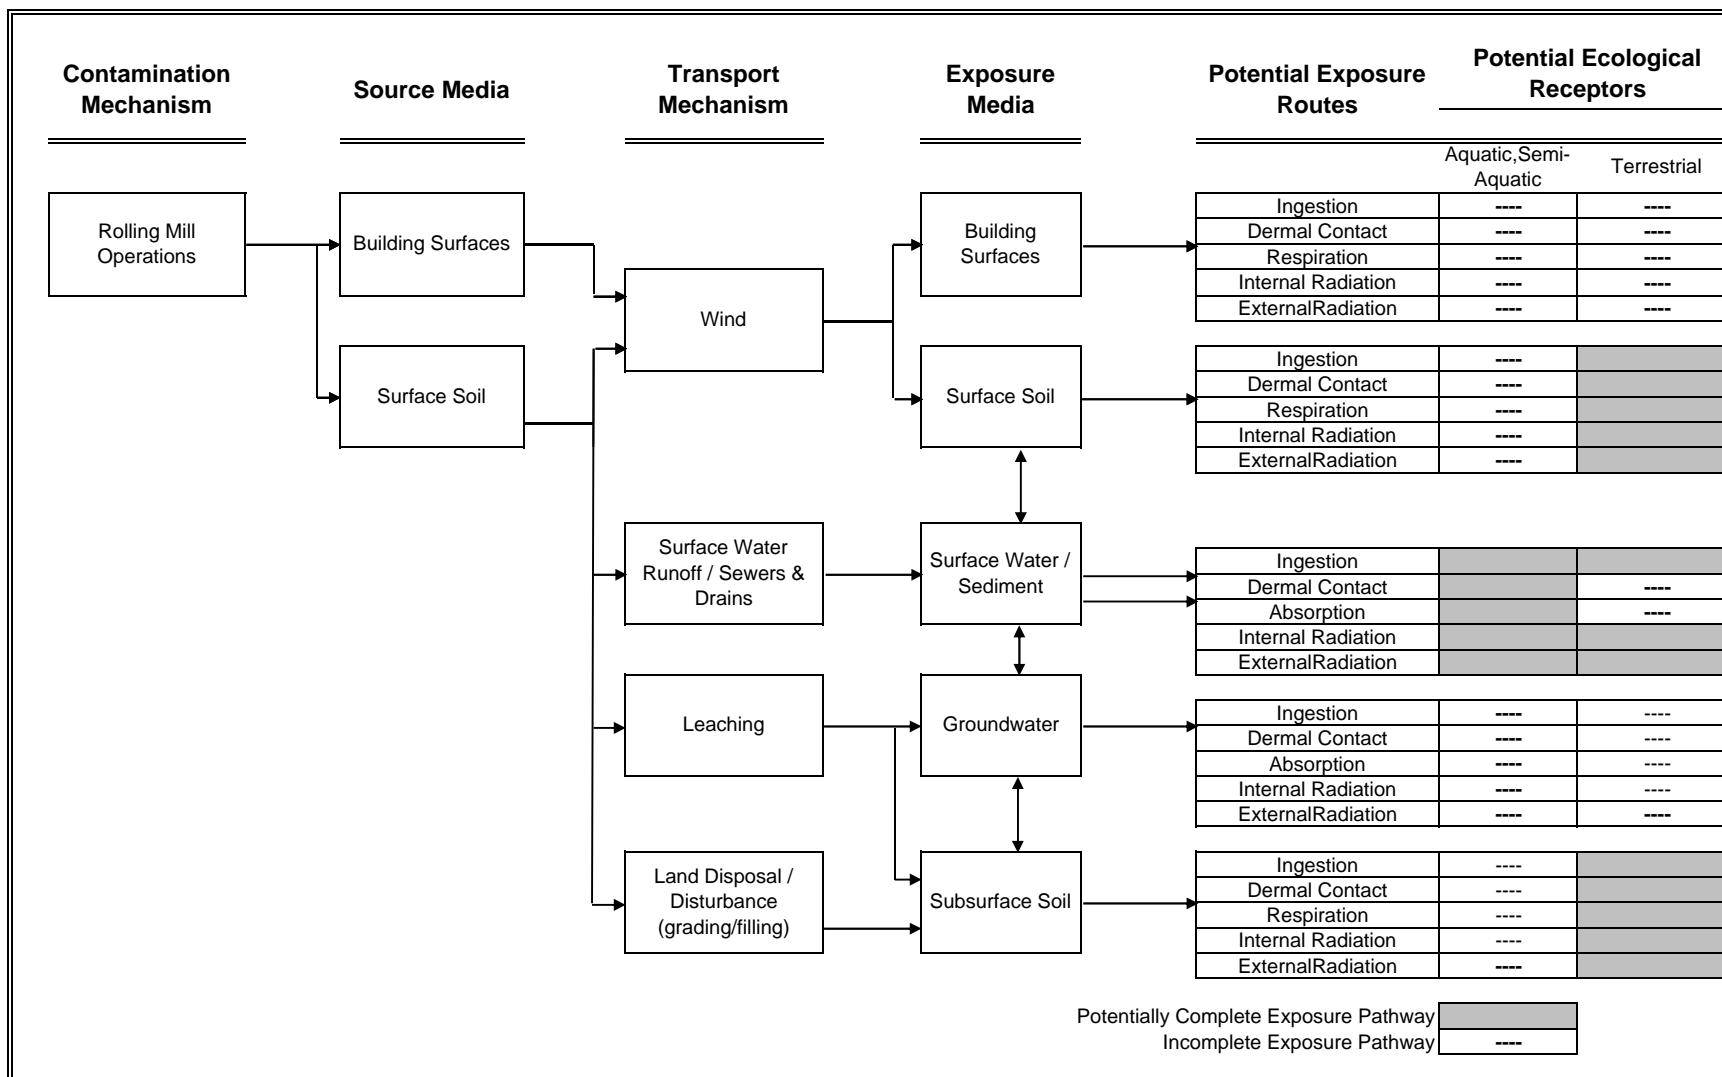 Contamination
Mechanism
Source Media
Transport
Mechanism
Exposure
Media
Potential Exposure
Routes
Potential Ecological
Receptors
Aquatic,Semi-
Aquatic
Terrestrial
Rolling Mill
Operations
Building Surfaces
Surface Soil
Wind
Surface Water
Runoff / Sewers &
Drains
Leaching
Land Disposal /
Disturbance
(grading/filling)
Building
Surfaces
Surface Soil
Surface Water /
Sediment
Groundwater
Subsurface Soil
Ingestion ---- ----
Dermal Contact ---- ----
Respiration ---- ----
Internal Radiation ---- ----
ExternalRadiation ---- ----
Ingestion ----
Dermal Contact ----
Respiration ----
Internal Radiation ----
ExternalRadiation ----
Ingestion
Dermal Contact ----
Absorption ----
Internal Radiation
ExternalRadiation
Ingestion ---- ----
Dermal Contact ---- ----
Absorption ---- ----
Internal Radiation ---- ----
ExternalRadiation ---- ----
Ingestion ----
Dermal Contact ----
Respiration ----
Internal Radiation ----
ExternalRadiation ----
Potentially Complete Exposure Pathway
Incomplete Exposure Pathway ----